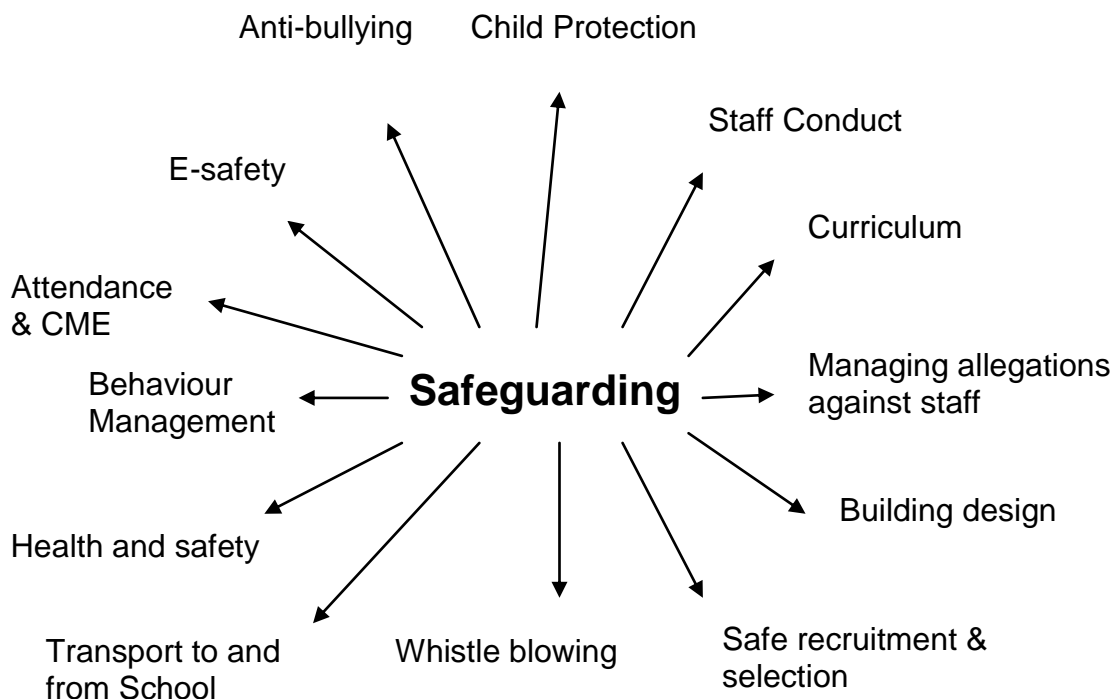 Anti-bullying
Child Protection
Staff Conduct
E-safety
Curriculum
Attendance
& CME
Managing allegations
against staff
Behaviour
Management
Safeguarding
Building design
Health and safety
Transport to and
from School
Whistle blowing
Safe recruitment &
selection